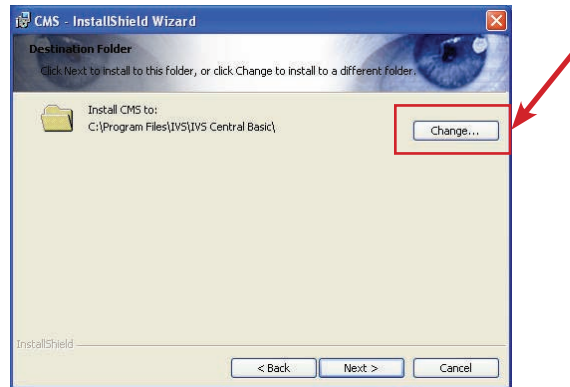 CMS - InstallShield Wizard
Destination Folder
Click Next to install to this folder, or click Change to install to a different folder.
Install CMS to:
C:\Program Files\IVS\IVS Central Basic\
Change...
InstallShield
< Back Next > Cancel